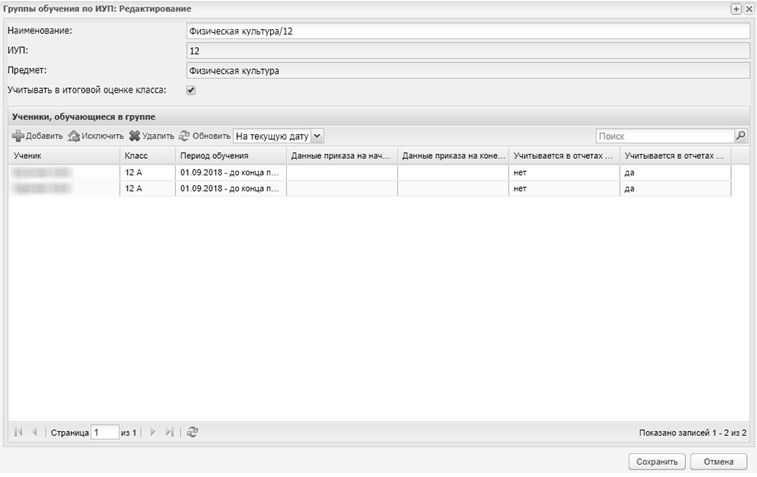 Группы обучения по ИУП: Редактирование
Наименование: Физическая культура/12
ИУП: 12
Предмет: Физическая культура
Учитывать в итоговой оценке класса:
Ученики, обучающиеся в группе
Добавить Исключить Удалить Обновить На текущую дату Поиск
Ученик Класс Период обучения Данные приказа на нач... Данные приказа на коне... Учитывается в отчетах ... Учитывается в отчетах ...
12 А 01.09.2018 - до конца п... нет да
12 А 01.09.2018 - до конца п... нет да
Страница 1 из 1 Показано записей 1 - 2 из 2
Сохранить Отмена